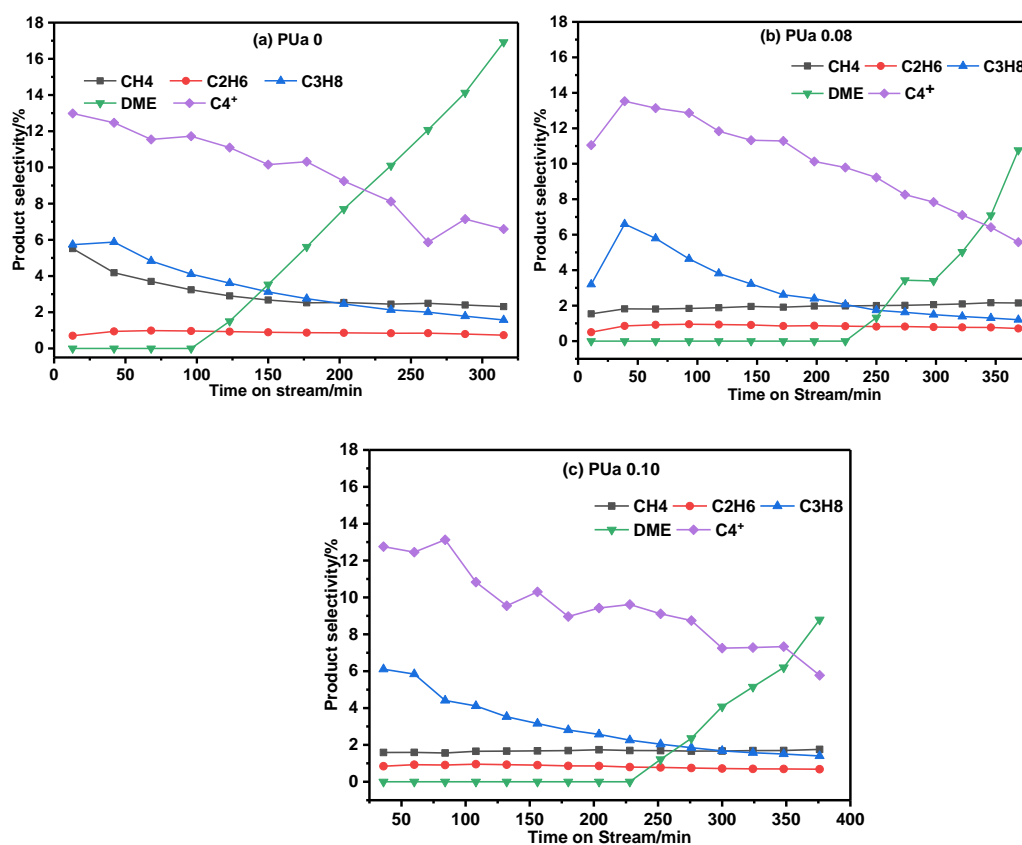 (a) PUa 0
CH4 C2H6 C3H8
DME C4⁺
Product selectivity/%
18
16
14
12
10
8
6
4
2
0
0 50 100 150 200 250 300
Time on stream/min
(b) PUa 0.08
CH4 C2H6 C3H8
DME C4⁺
Product selectivity/%
18
16
14
12
10
8
6
4
2
0
0 50 100 150 200 250 300 350
Time on Stream/min
(c) PUa 0.10
CH4 C2H6 C3H8
DME C4⁺
Product selectivity/%
18
16
14
12
10
8
6
4
2
0
50 100 150 200 250 300 350 400
Time on Stream/min